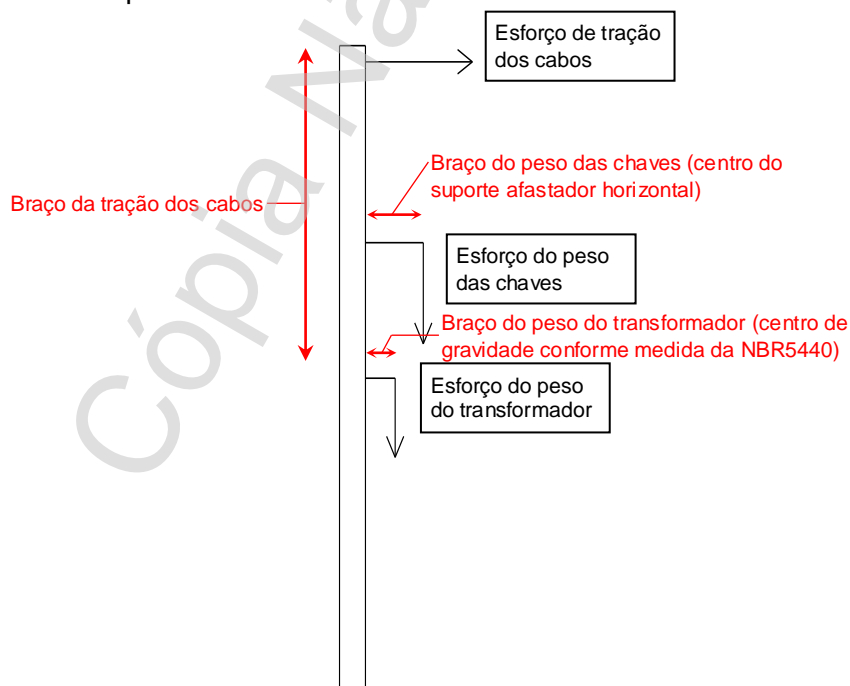 Esforço de tração
dos cabos
Braço do peso das chaves (centro do
suporte afastador horizontal)
Braço da tração dos cabos
Esforço do peso
das chaves
Braço do peso do transformador (centro de
gravidade conforme medida da NBR5440)
Esforço do peso
do transformador
Cópia